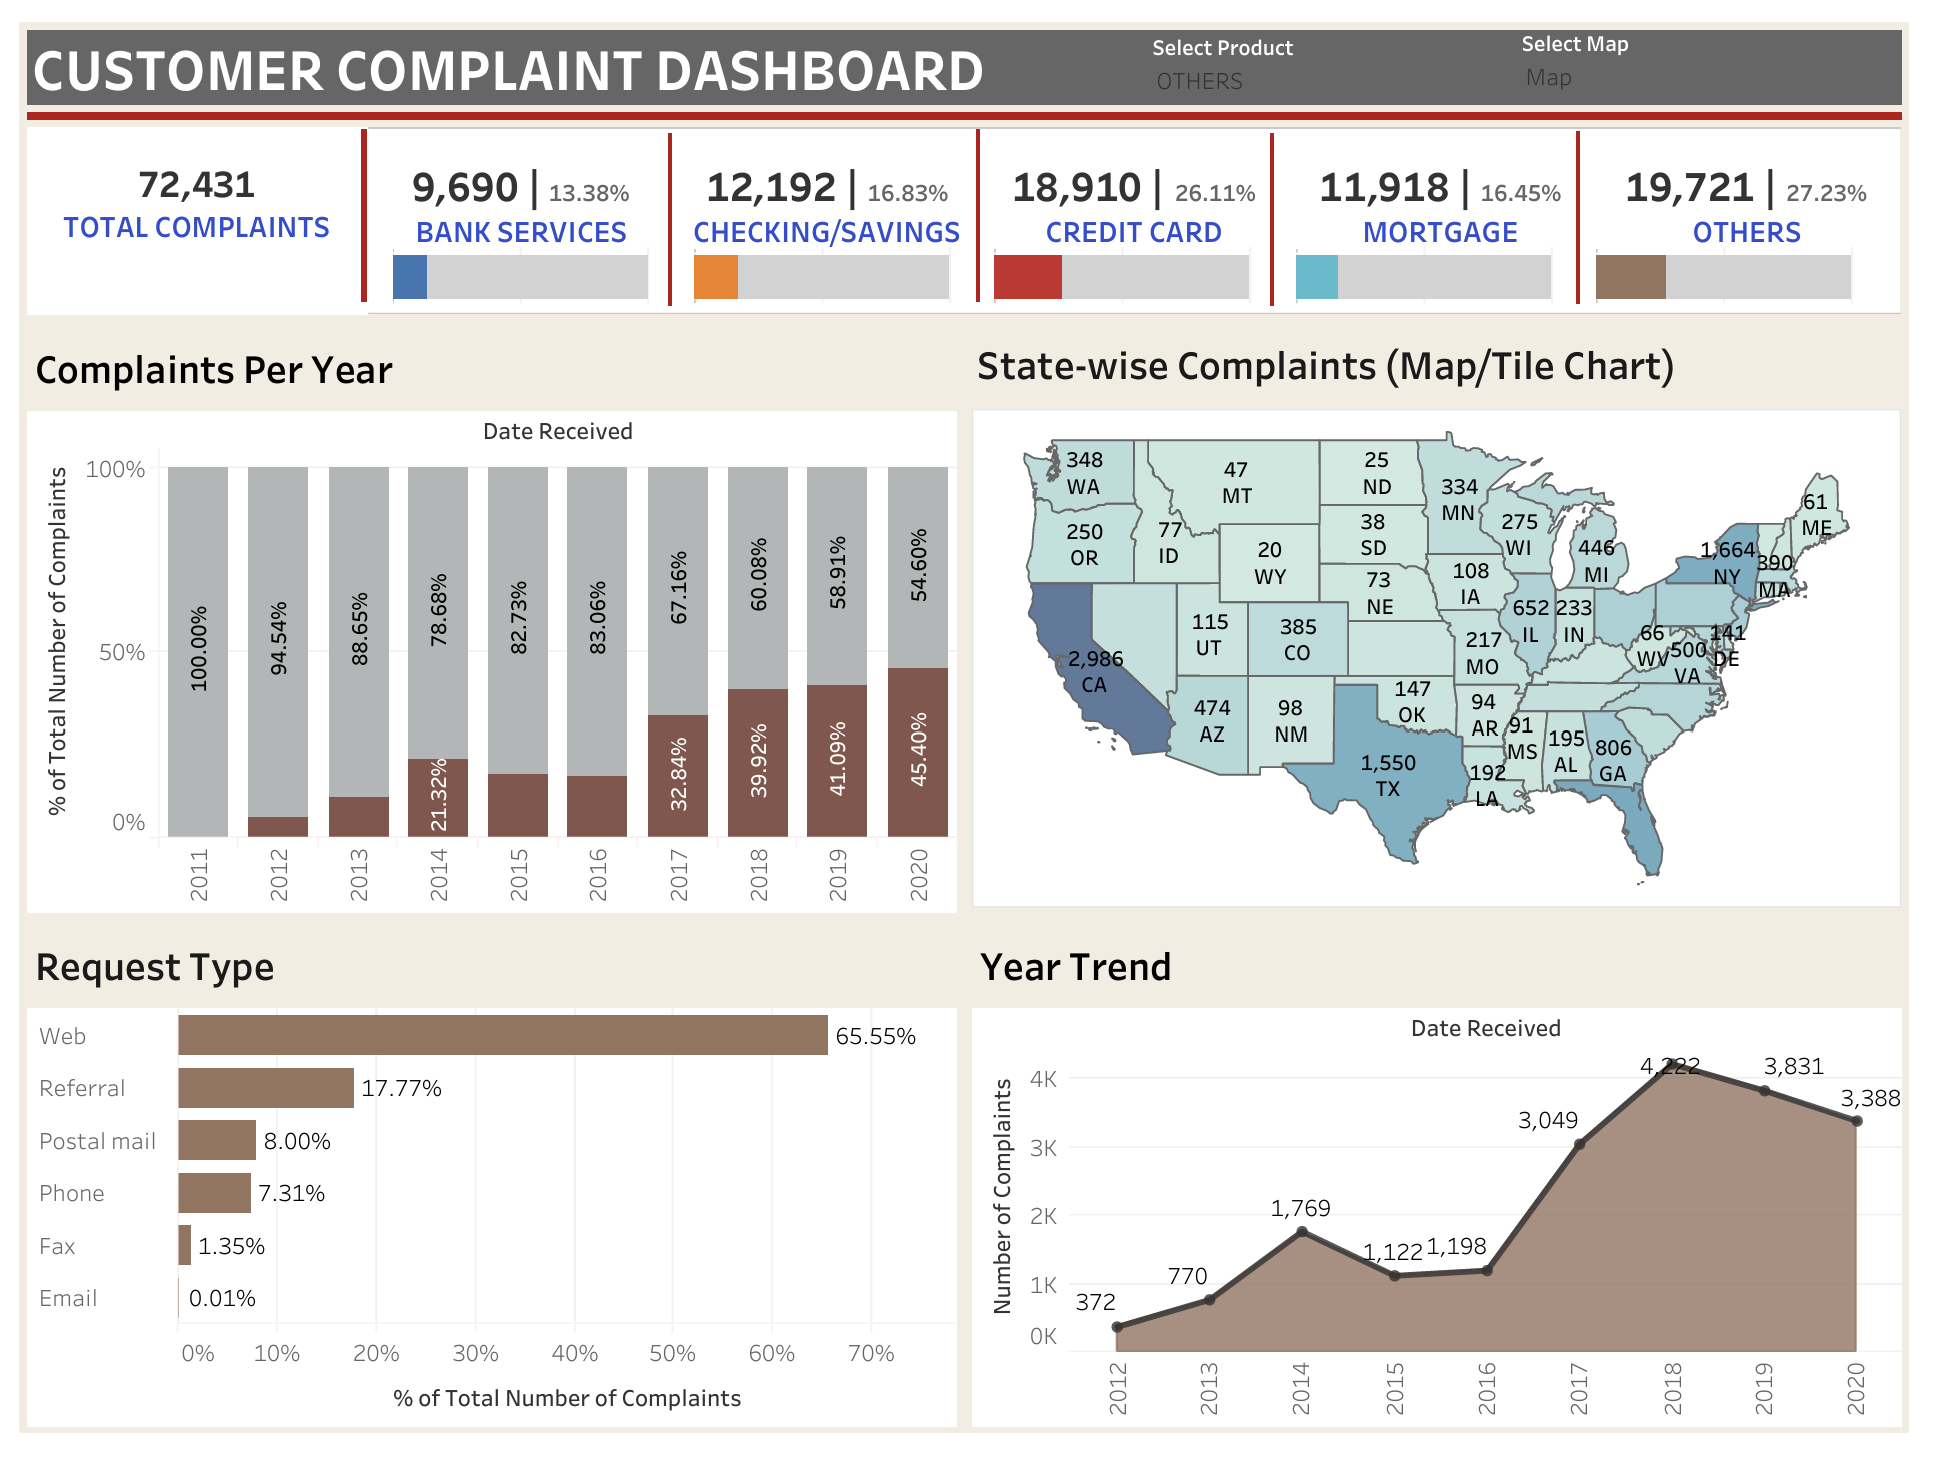 CUSTOMER COMPLAINT DASHBOARD
Select Product
OTHERS
Select Map
Map
72,431
TOTAL COMPLAINTS
9,690 | 13.38%
BANK SERVICES
12,192 | 16.83%
CHECKING/SAVINGS
18,910 | 26.11%
CREDIT CARD
11,918 | 16.45%
MORTGAGE
19,721 | 27.23%
OTHERS
Complaints Per Year
Date Received
% of Total Number of Complaints
100%
50%
0%
100.00%
94.54%
88.65%
78.68%
82.73%
83.06%
67.16%
60.08%
58.91%
54.60%
21.32%
32.84%
39.92%
41.09%
45.40%
2011
2012
2013
2014
2015
2016
2017
2018
2019
2020
State-wise Complaints (Map/Tile Chart)
348
WA
47
MT
25
ND
334
MN
61
ME
250
OR
77
ID
38
SD
275
WI
446
MI
1,664
NY
390
MA
20
WY
73
NE
108
IA
652
IL
233
IN
66
WV
141
DE
115
UT
385
CO
217
MO
500
VA
2,986
CA
474
AZ
98
NM
147
OK
94
AR
91
MS
195
AL
806
GA
1,550
TX
192
LA
Request Type
Web
65.55%
Referral
17.77%
Postal mail
8.00%
Phone
7.31%
Fax
1.35%
Email
0.01%
0%
10%
20%
30%
40%
50%
60%
70%
% of Total Number of Complaints
Year Trend
Date Received
Number of Complaints
4K
3K
2K
1K
0K
372
770
1,769
1,122
1,198
3,049
4,222
3,831
3,388
2012
2013
2014
2015
2016
2017
2018
2019
2020